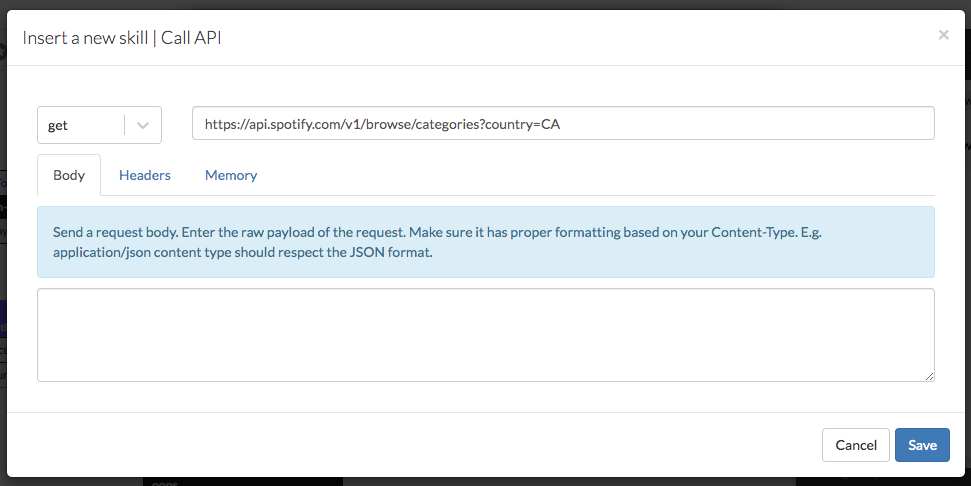 Insert a new skill | Call API
×
get
https://api.spotify.com/v1/browse/categories?country=CA
Body
Headers
Memory
Send a request body. Enter the raw payload of the request. Make sure it has proper formatting based on your Content-Type. E.g.
application/json content type should respect the JSON format.
Cancel
Save